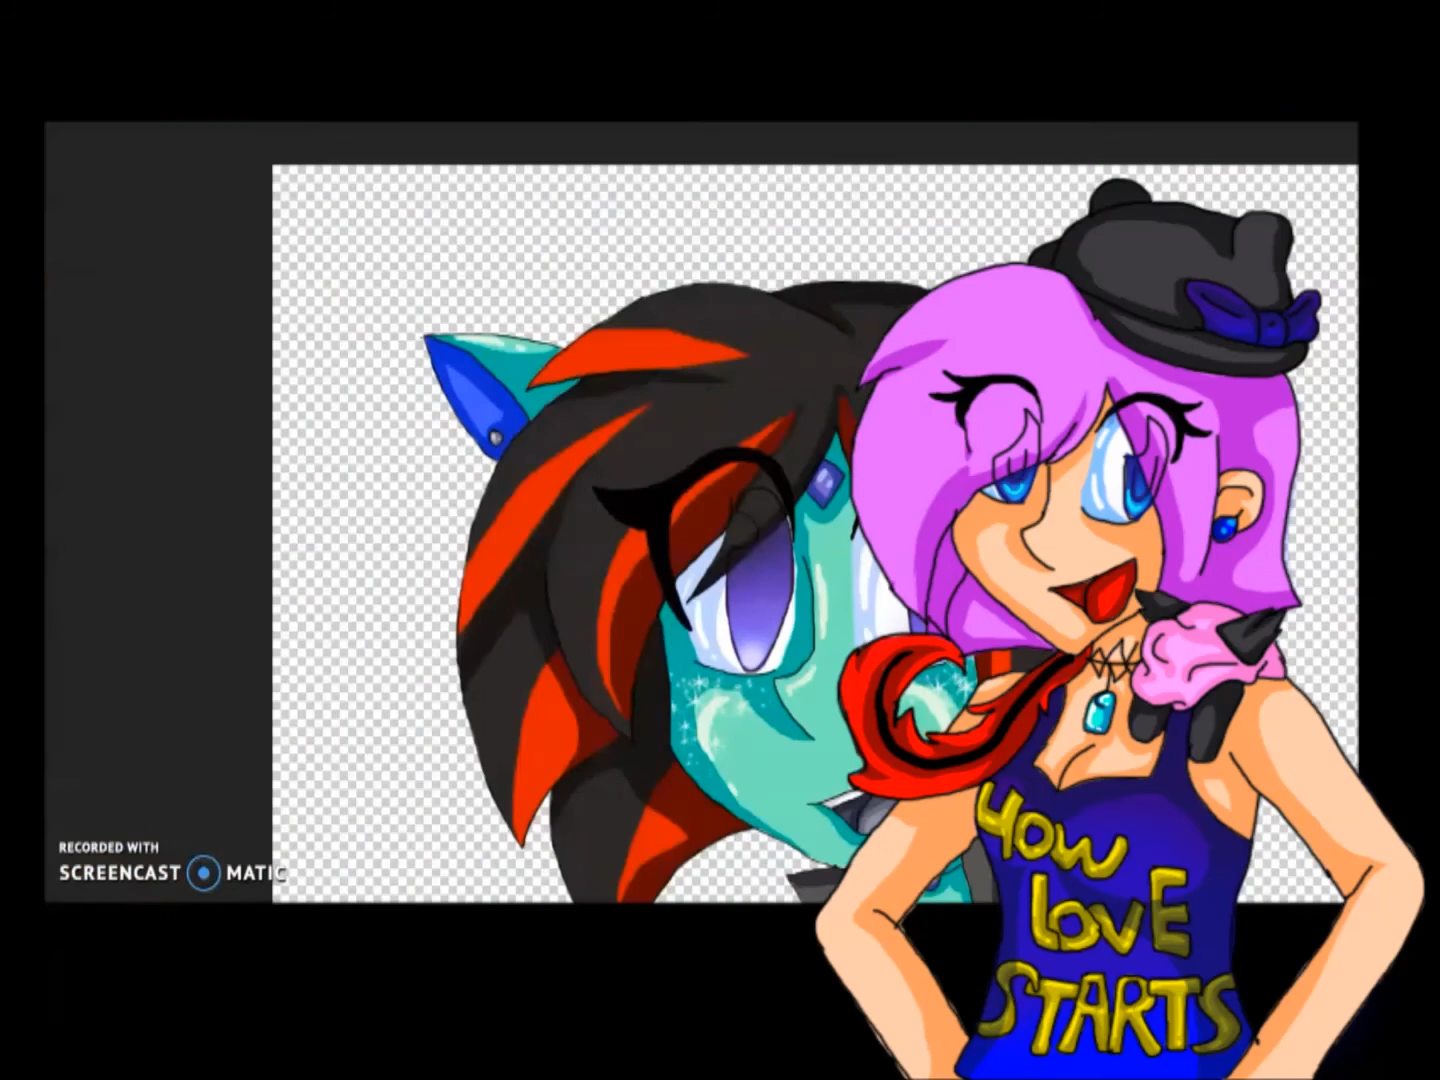 RECORDED WITH
SCREENCAST MATIC
HOW
LOVE
STARTS